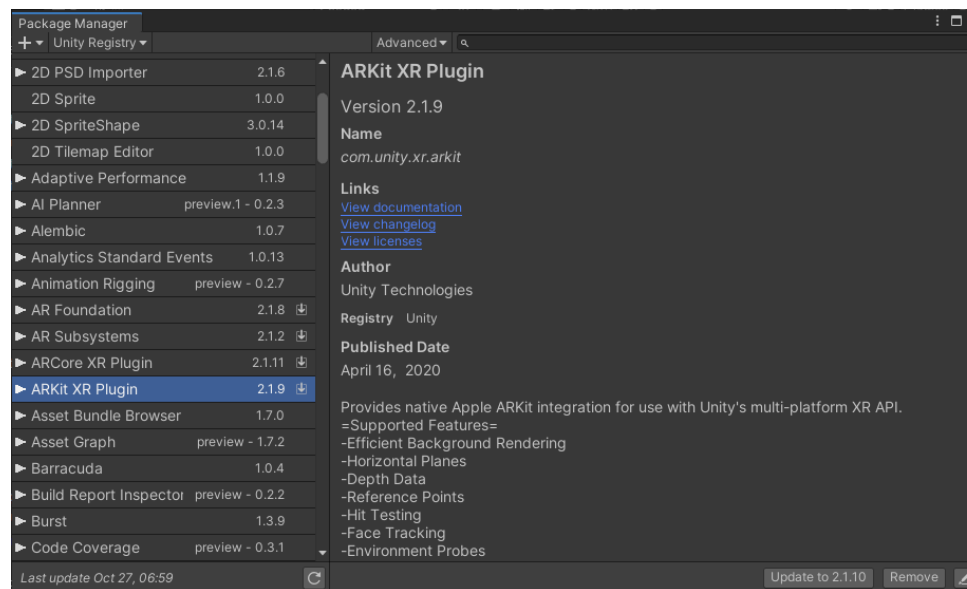 Package Manager
Unity Registry
Advanced
2D PSD Importer 2.1.6
2D Sprite 1.0.0
2D SpriteShape 3.0.14
2D Tilemap Editor 1.0.0
Adaptive Performance 1.1.9
AI Planner preview.1 - 0.2.3
Alembic 1.0.7
Analytics Standard Events 1.0.13
Animation Rigging preview - 0.2.7
AR Foundation 2.1.8
AR Subsystems 2.1.2
ARCore XR Plugin 2.1.11
ARKit XR Plugin 2.1.9
Asset Bundle Browser 1.7.0
Asset Graph preview - 1.7.2
Barracuda 1.0.4
Build Report Inspector preview - 0.2.2
Burst 1.3.9
Code Coverage preview - 0.3.1
Last update Oct 27, 06:59
ARKit XR Plugin
Version 2.1.9
Name
com.unity.xr.arkit
Links
View documentation
View changelog
View licenses
Author
Unity Technologies
Registry Unity
Published Date
April 16, 2020
Provides native Apple ARKit integration for use with Unity's multi-platform XR API.
=Supported Features=
-Efficient Background Rendering
-Horizontal Planes
-Depth Data
-Reference Points
-Hit Testing
-Face Tracking
-Environment Probes
Update to 2.1.10
Remove